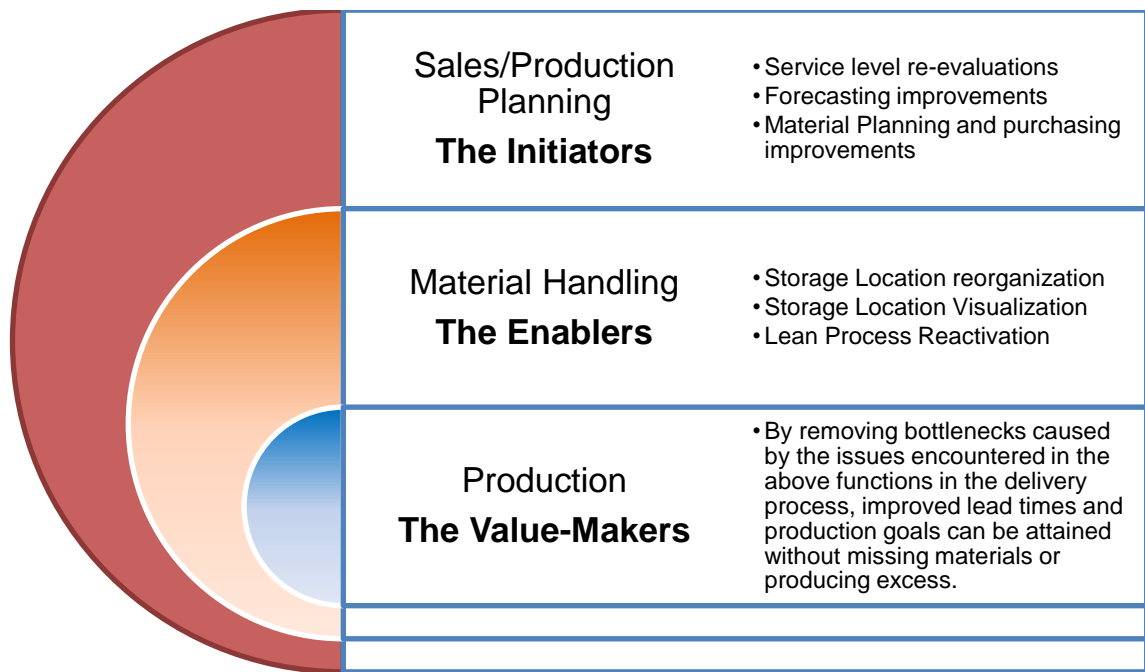 Sales/Production
Planning
The Initiators
•Service level re-evaluations
•Forecasting improvements
•Material Planning and purchasing
improvements
Material Handling
The Enablers
•Storage Location reorganization
•Storage Location Visualization
•Lean Process Reactivation
Production
The Value-Makers
•By removing bottlenecks caused
by the issues encountered in the
above functions in the delivery
process, improved lead times and
production goals can be attained
without missing materials or
producing excess.